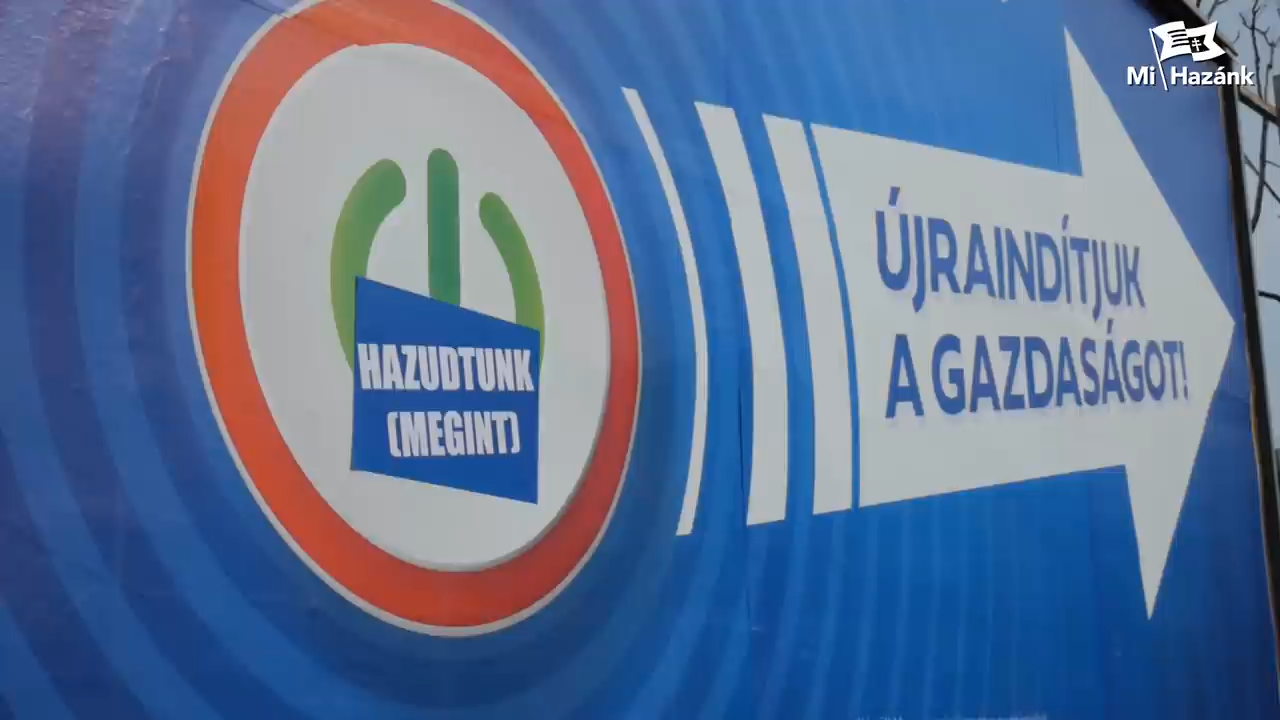 Mi Hazánk
ÚJRAINDÍTJUK
A GAZDASÁGOT!
HAZUDTUNK
(MEGINT)